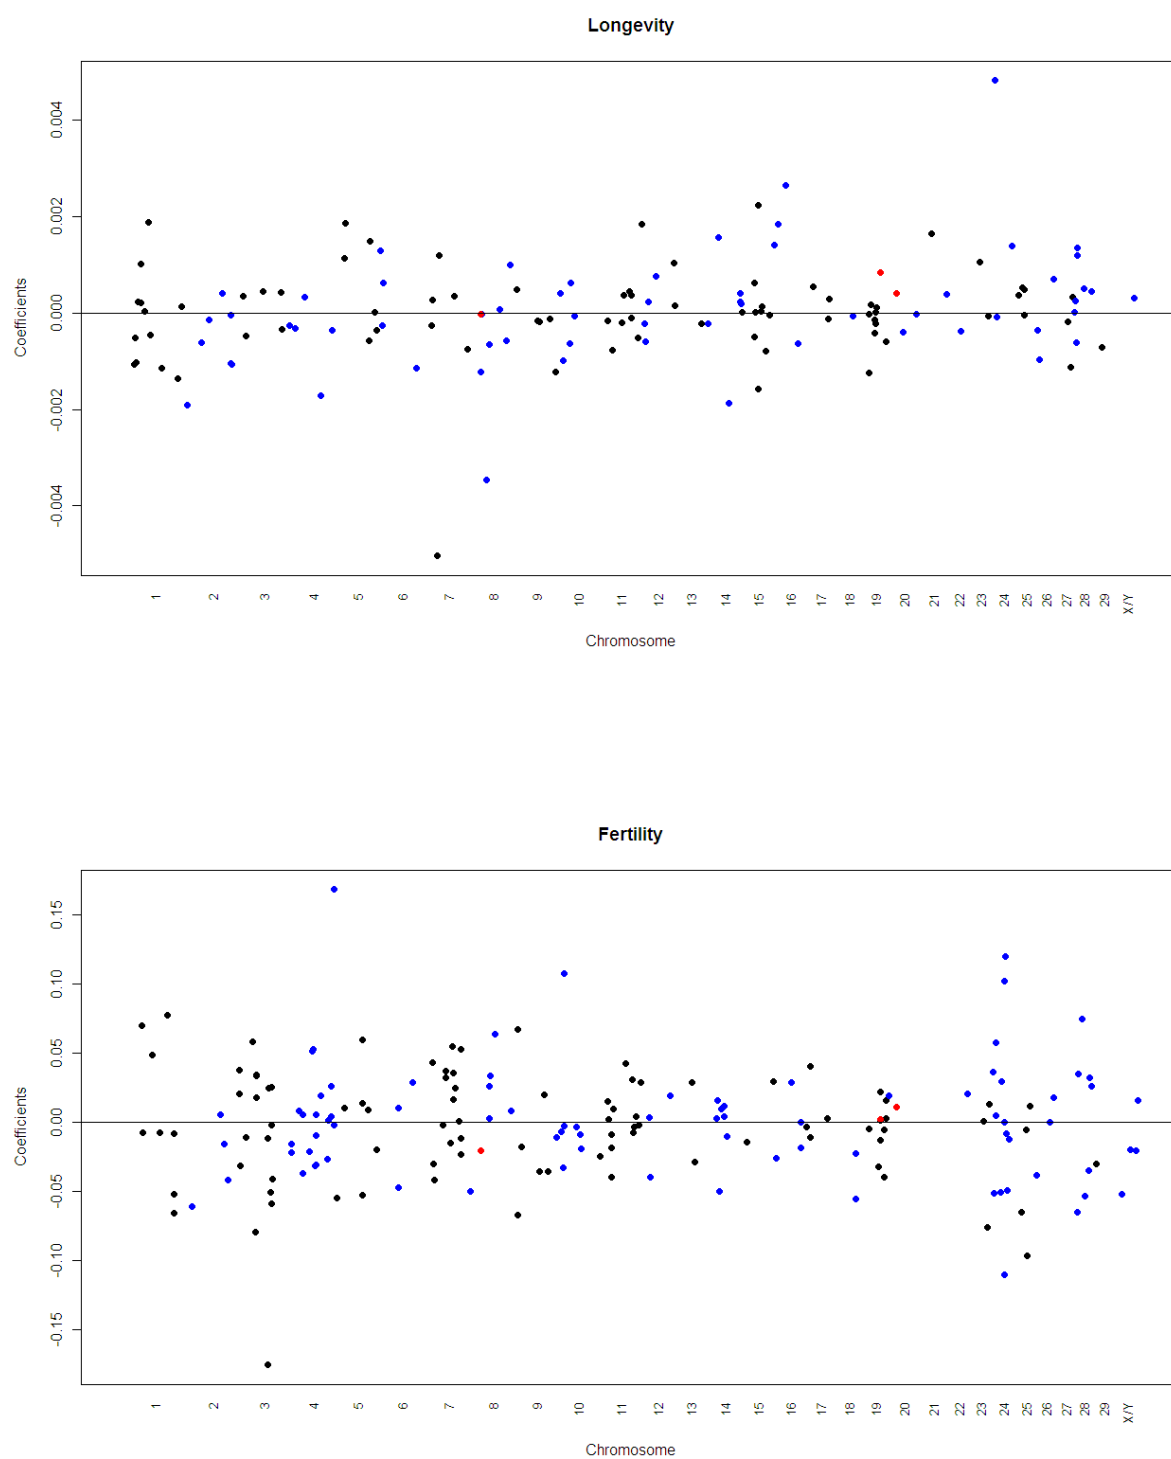 Longevity
0.004
0.002
0.000
-0.002
-0.004
Coefficients
1 2 3 4 5 6 7 8 9 10 11 12 13 14 15 16 17 18 19 20 21 22 23 24 25 26 27 28 29 X/Y
Chromosome
Fertility
0.15
0.10
0.05
0.00
-0.05
-0.10
-0.15
Coefficients
1 2 3 4 5 6 7 8 9 10 11 12 13 14 15 16 17 18 19 20 21 22 23 24 25 26 27 28 29 X/Y
Chromosome